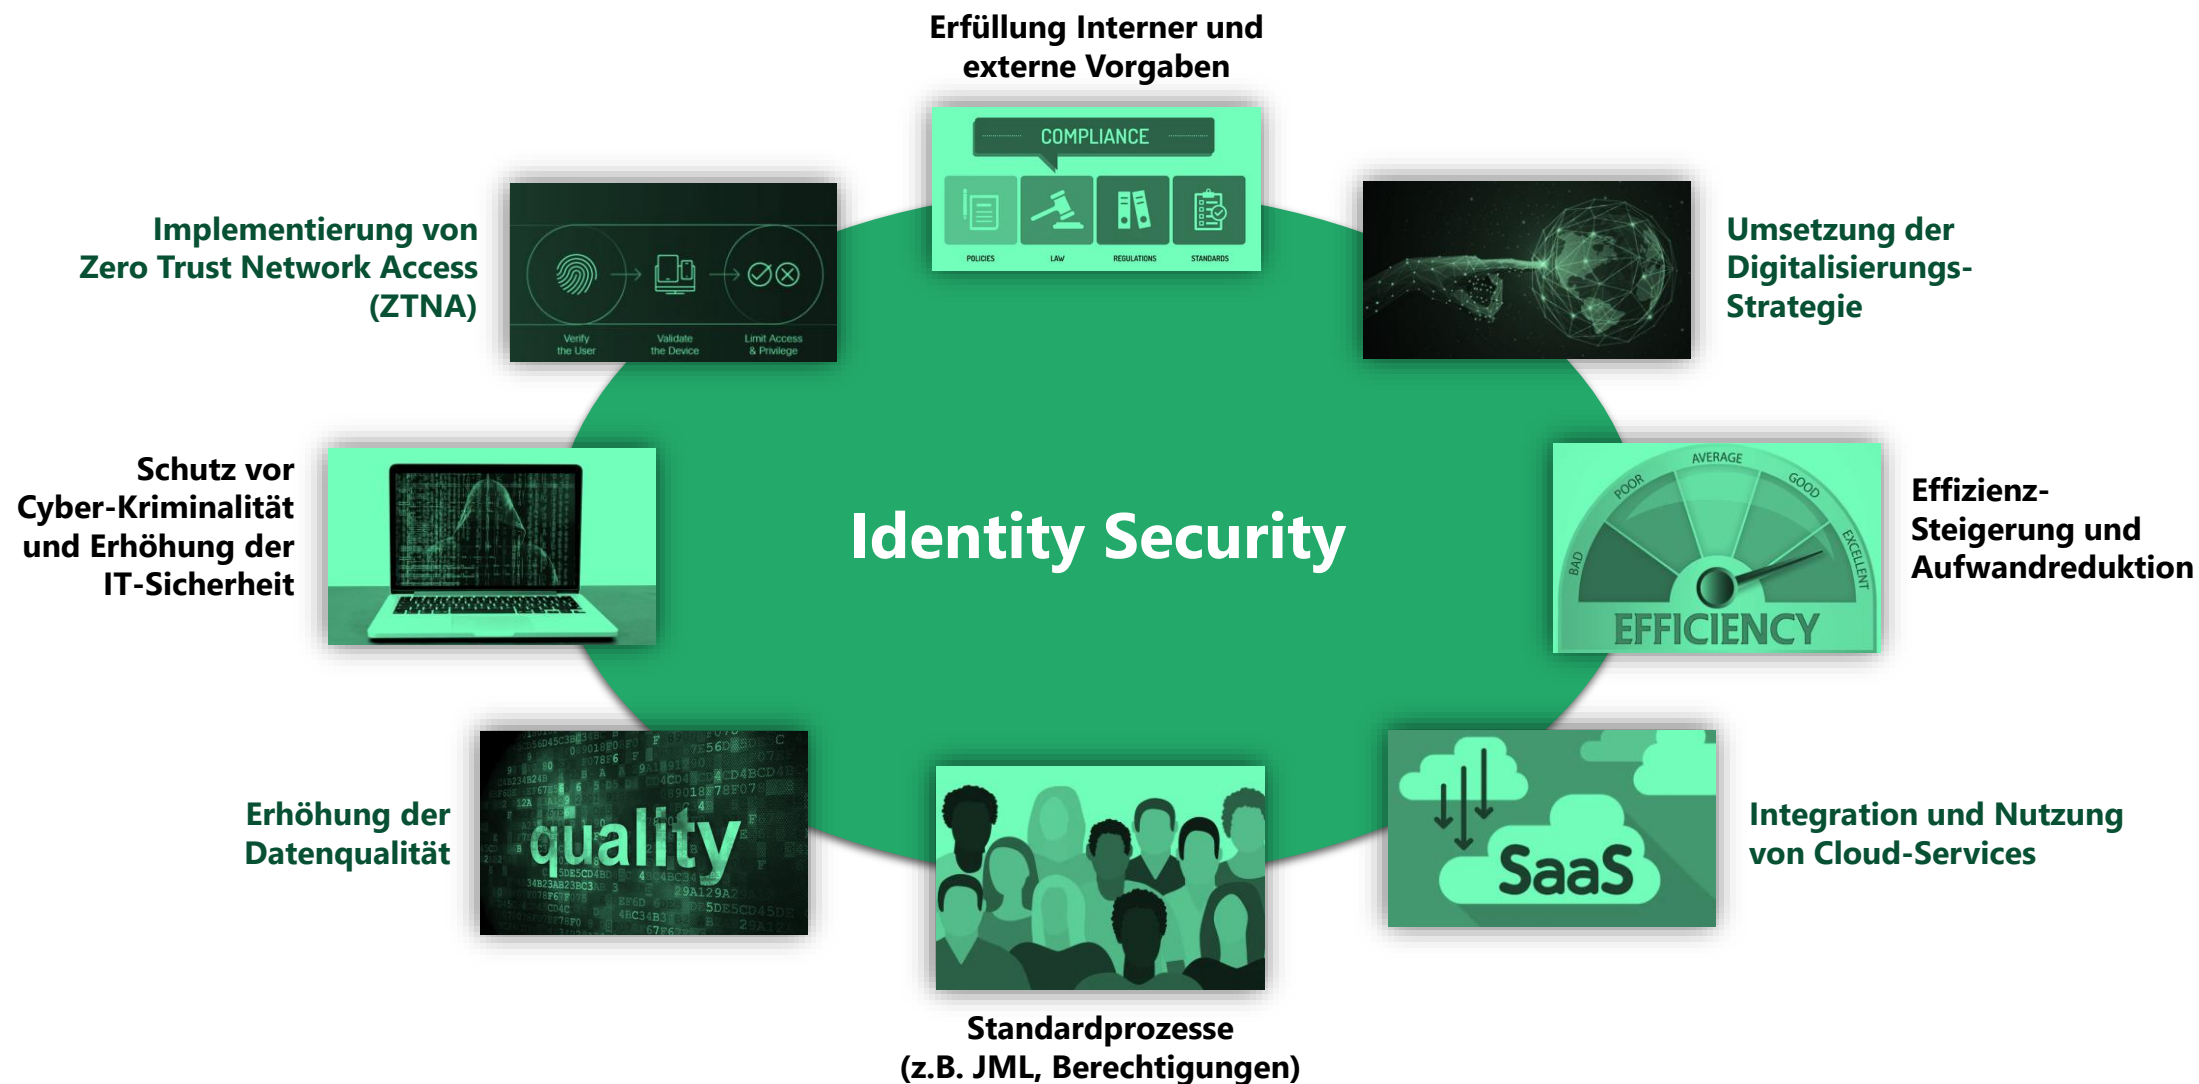 Erfüllung Interner und
externe Vorgaben
COMPLIANCE
POLICIES
LAW
REGULATIONS
STANDARDS
Implementierung von
Zero Trust Network Access
(ZTNA)
Verify
the User
Validate
the Device
Limit Access
& Privilege
Umsetzung der
Digitalisierungs-
Strategie
Schutz vor
Cyber-Kriminalität
und Erhöhung der
IT-Sicherheit
Identity Security
BAD
POOR
AVERAGE
GOOD
EXCELLENT
EFFICIENCY
Effizienz-
Steigerung und
Aufwandreduktion
Erhöhung der
Datenqualität
quality
SaaS
Integration und Nutzung
von Cloud-Services
Standardprozesse
(z.B. JML, Berechtigungen)